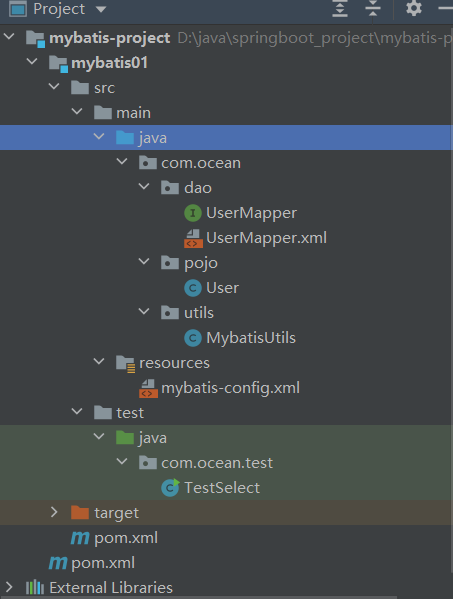 Project
mybatis-project D:\java\springboot_project\mybatis-p
mybatis01
src
main
java
com.ocean
dao
UserMapper
UserMapper.xml
pojo
User
utils
MybatisUtils
resources
mybatis-config.xml
test
java
com.ocean.test
TestSelect
target
pom.xml
pom.xml
External Libraries